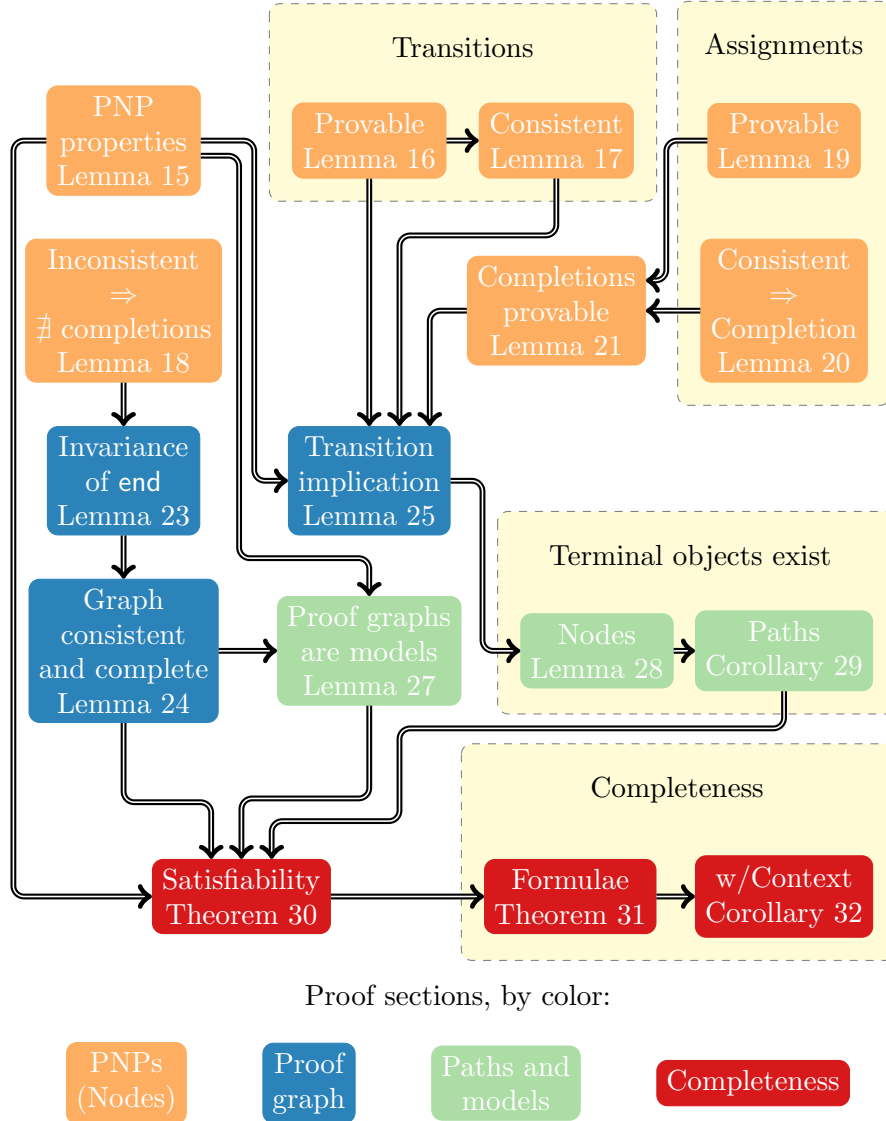 Transitions
Assignments
PNP
properties
Lemma 15
Provable
Lemma 16
Consistent
Lemma 17
Provable
Lemma 19
Inconsistent
⇒
∄ completions
Lemma 18
Completions
provable
Lemma 21
Consistent
⇒
Completion
Lemma 20
Invariance
of end
Lemma 23
Transition
implication
Lemma 25
Terminal objects exist
Graph
consistent
and complete
Lemma 24
Proof graphs
are models
Lemma 27
Nodes
Lemma 28
Paths
Corollary 29
Completeness
Satisfiability
Theorem 30
Formulae
Theorem 31
w/Context
Corollary 32
Proof sections, by color:
PNPs
(Nodes)
Proof
graph
Paths and
models
Completeness